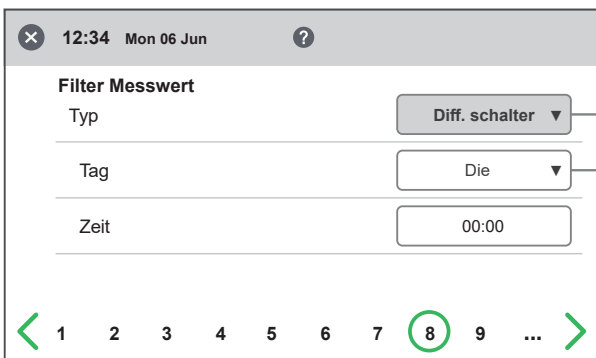 12:34 Mon 06 Jun ?
Filter Messwert
Typ Diff. schalter ▼
Tag Die ▼
Zeit 00:00
1 2 3 4 5 6 7 8 9 ...